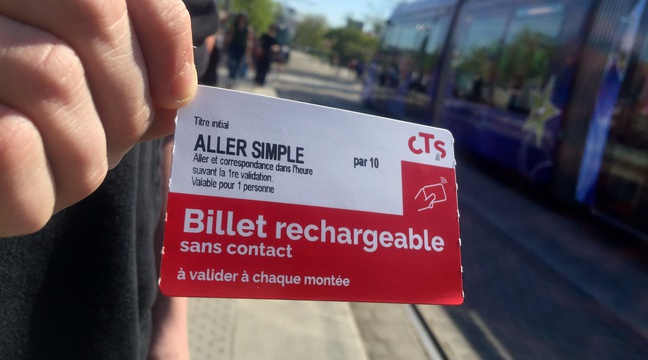 Titre initial
CTS
ALLER SIMPLE par 10
Aller et correspondance dans l'heure
suivant la 1re validation.
Valable pour 1 personne
Billet rechargeable
sans contact
à valider à chaque montée